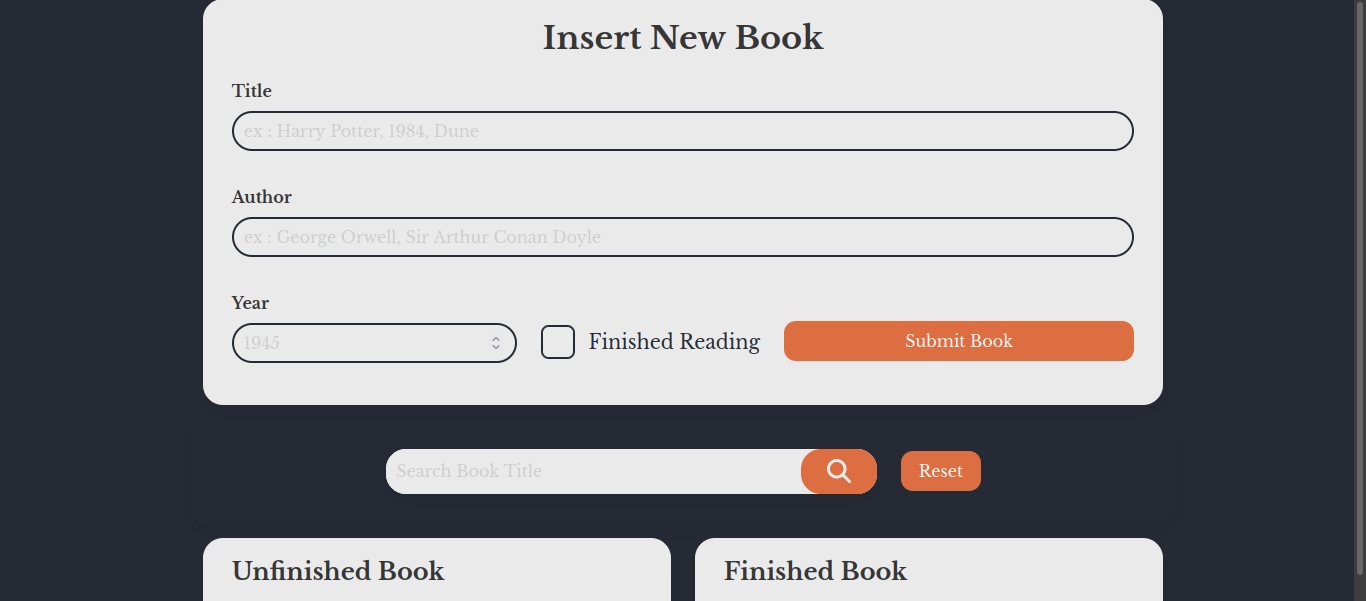 Insert New Book
Title
ex : Harry Potter, 1984, Dune
Author
ex : George Orwell, Sir Arthur Conan Doyle
Year
1945
Finished Reading
Submit Book
Search Book Title
Reset
Unfinished Book
Finished Book